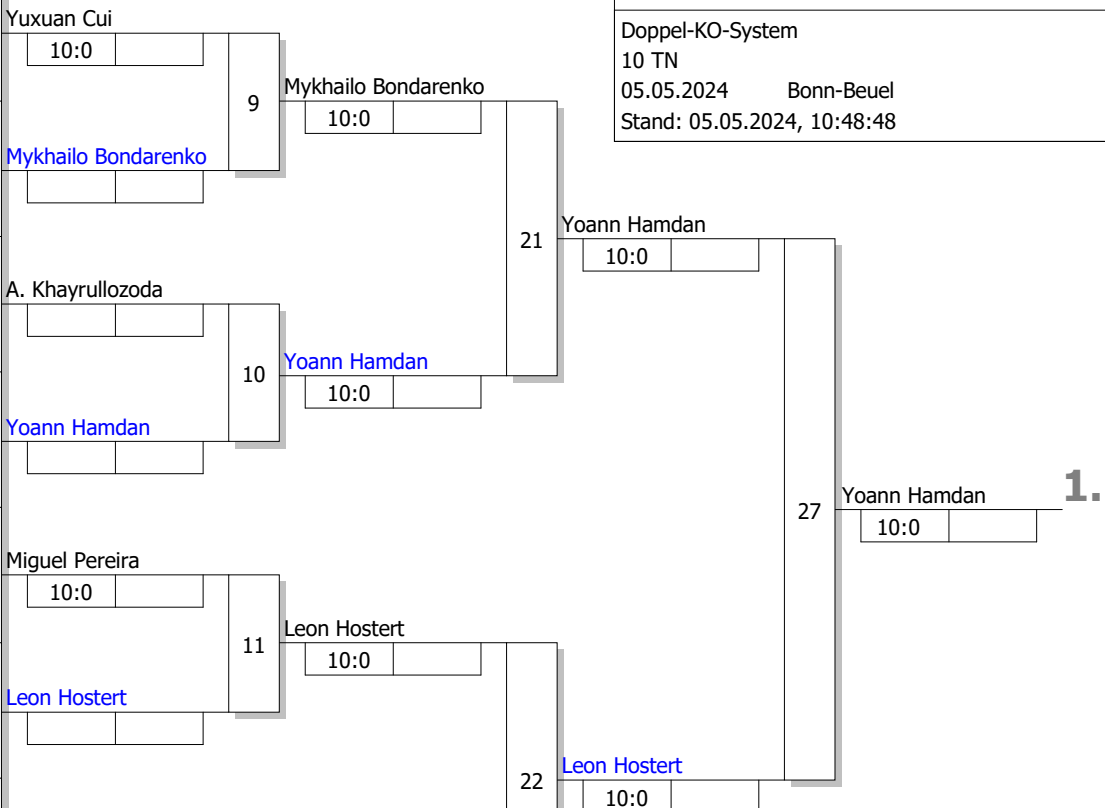 Yuxuan Cui
10:0
Doppel-KO-System
10 TN
05.05.2024 Bonn-Beuel
Stand: 05.05.2024, 10:48:48
9
Mykhailo Bondarenko
10:0
Mykhailo Bondarenko
21
Yoann Hamdan
10:0
A. Khayrullozoda
10
Yoann Hamdan
10:0
Yoann Hamdan
27
Yoann Hamdan
1.
10:0
Miguel Pereira
10:0
11
Leon Hostert
10:0
Leon Hostert
22
Leon Hostert
10:0